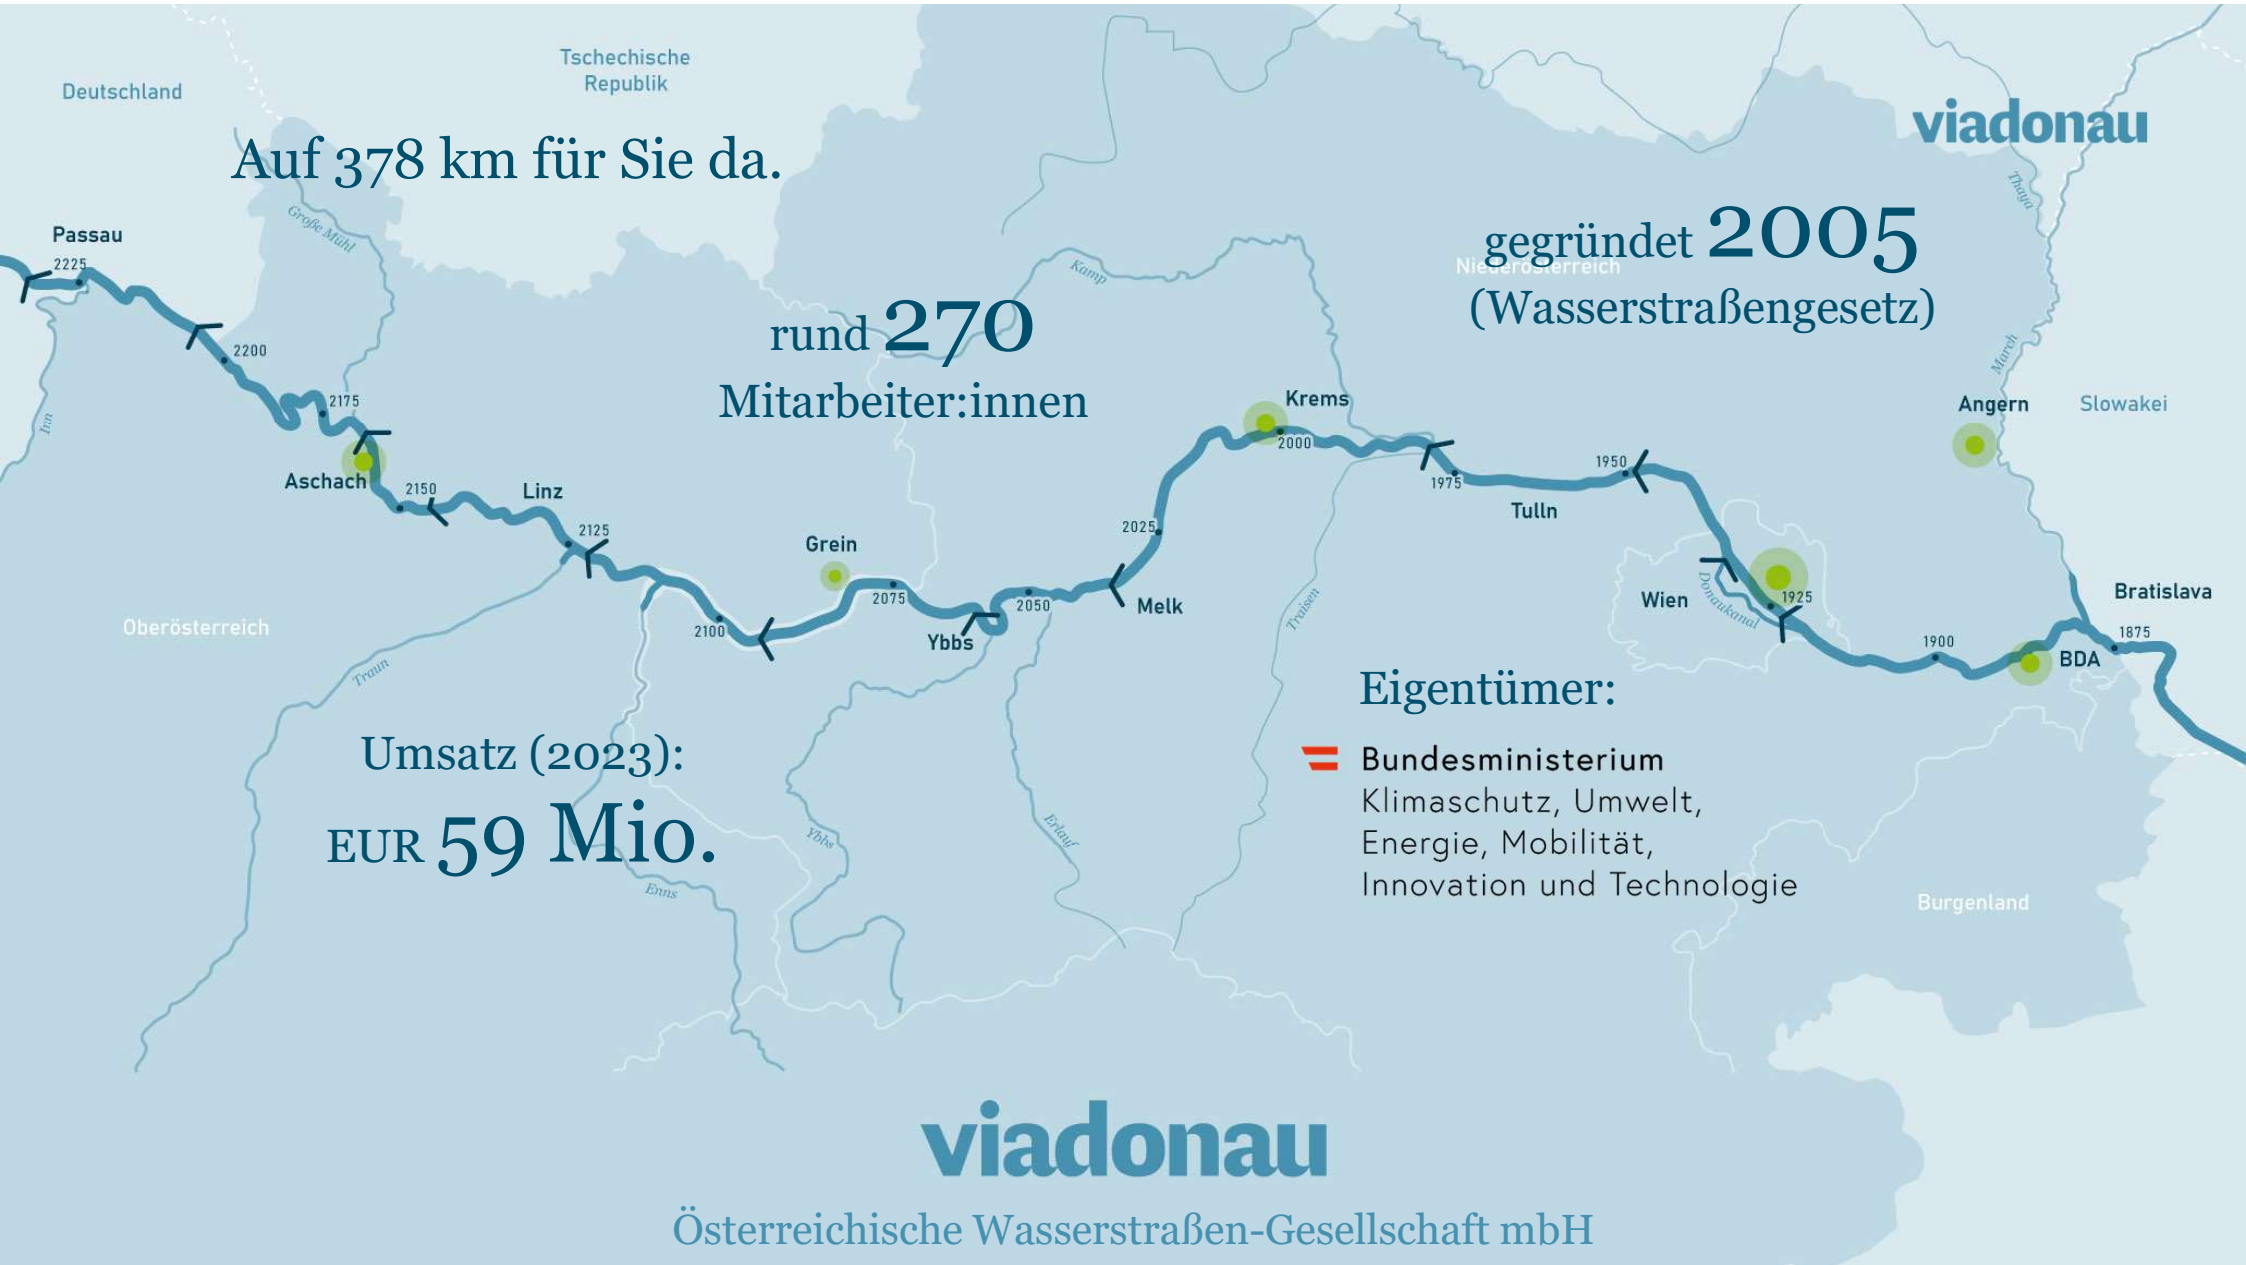 Tschechische
Republik
Deutschland
viadonau
Auf 378 km für Sie da.
Thaya
Große Mühl
Passau
2225
gegründet 2005
Niederösterreich
(Wasserstraßengesetz)
Kamp
rund 270
Mitarbeiter:innen
2200
March
2175
Krems
Angern
Slowakei
Inn
2000
Aschach
2150
Linz
1950
1975
Tulln
2125
2025
Grein
Wien
Donaukanal
1925
Bratislava
2075
2050
Melk
Traisen
Oberösterreich
2100
Ybbs
1900
1875
BDA
Traun
Eigentümer:
Umsatz (2023):
EUR 59 Mio.
Bundesministerium
Klimaschutz, Umwelt,
Energie, Mobilität,
Innovation und Technologie
Ybbs
Erlauf
Enns
Burgenland
viadonau
Österreichische Wasserstraßen-Gesellschaft mbH